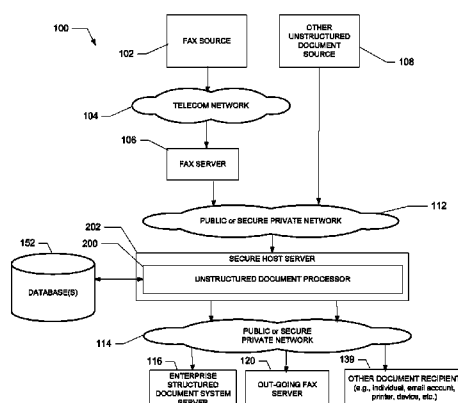 100
102
FAX SOURCE
OTHER
UNSTRUCTURED
DOCUMENT
SOURCE
108
TELECOM NETWORK
104
106
FAX SERVER
112
PUBLIC or SECURE PRIVATE NETWORK
202
152
200
SECURE HOST SERVER
UNSTRUCTURED DOCUMENT PROCESSOR
DATABASE(S)
PUBLIC or SECURE
PRIVATE NETWORK
114
116
120
139
ENTERPRISE
STRUCTURED
DOCUMENT SYSTEM
SERVER
OUT-GOING FAX
SERVER
OTHER DOCUMENT RECIPIENT
(e.g., individual, email account,
printer, device, etc.)